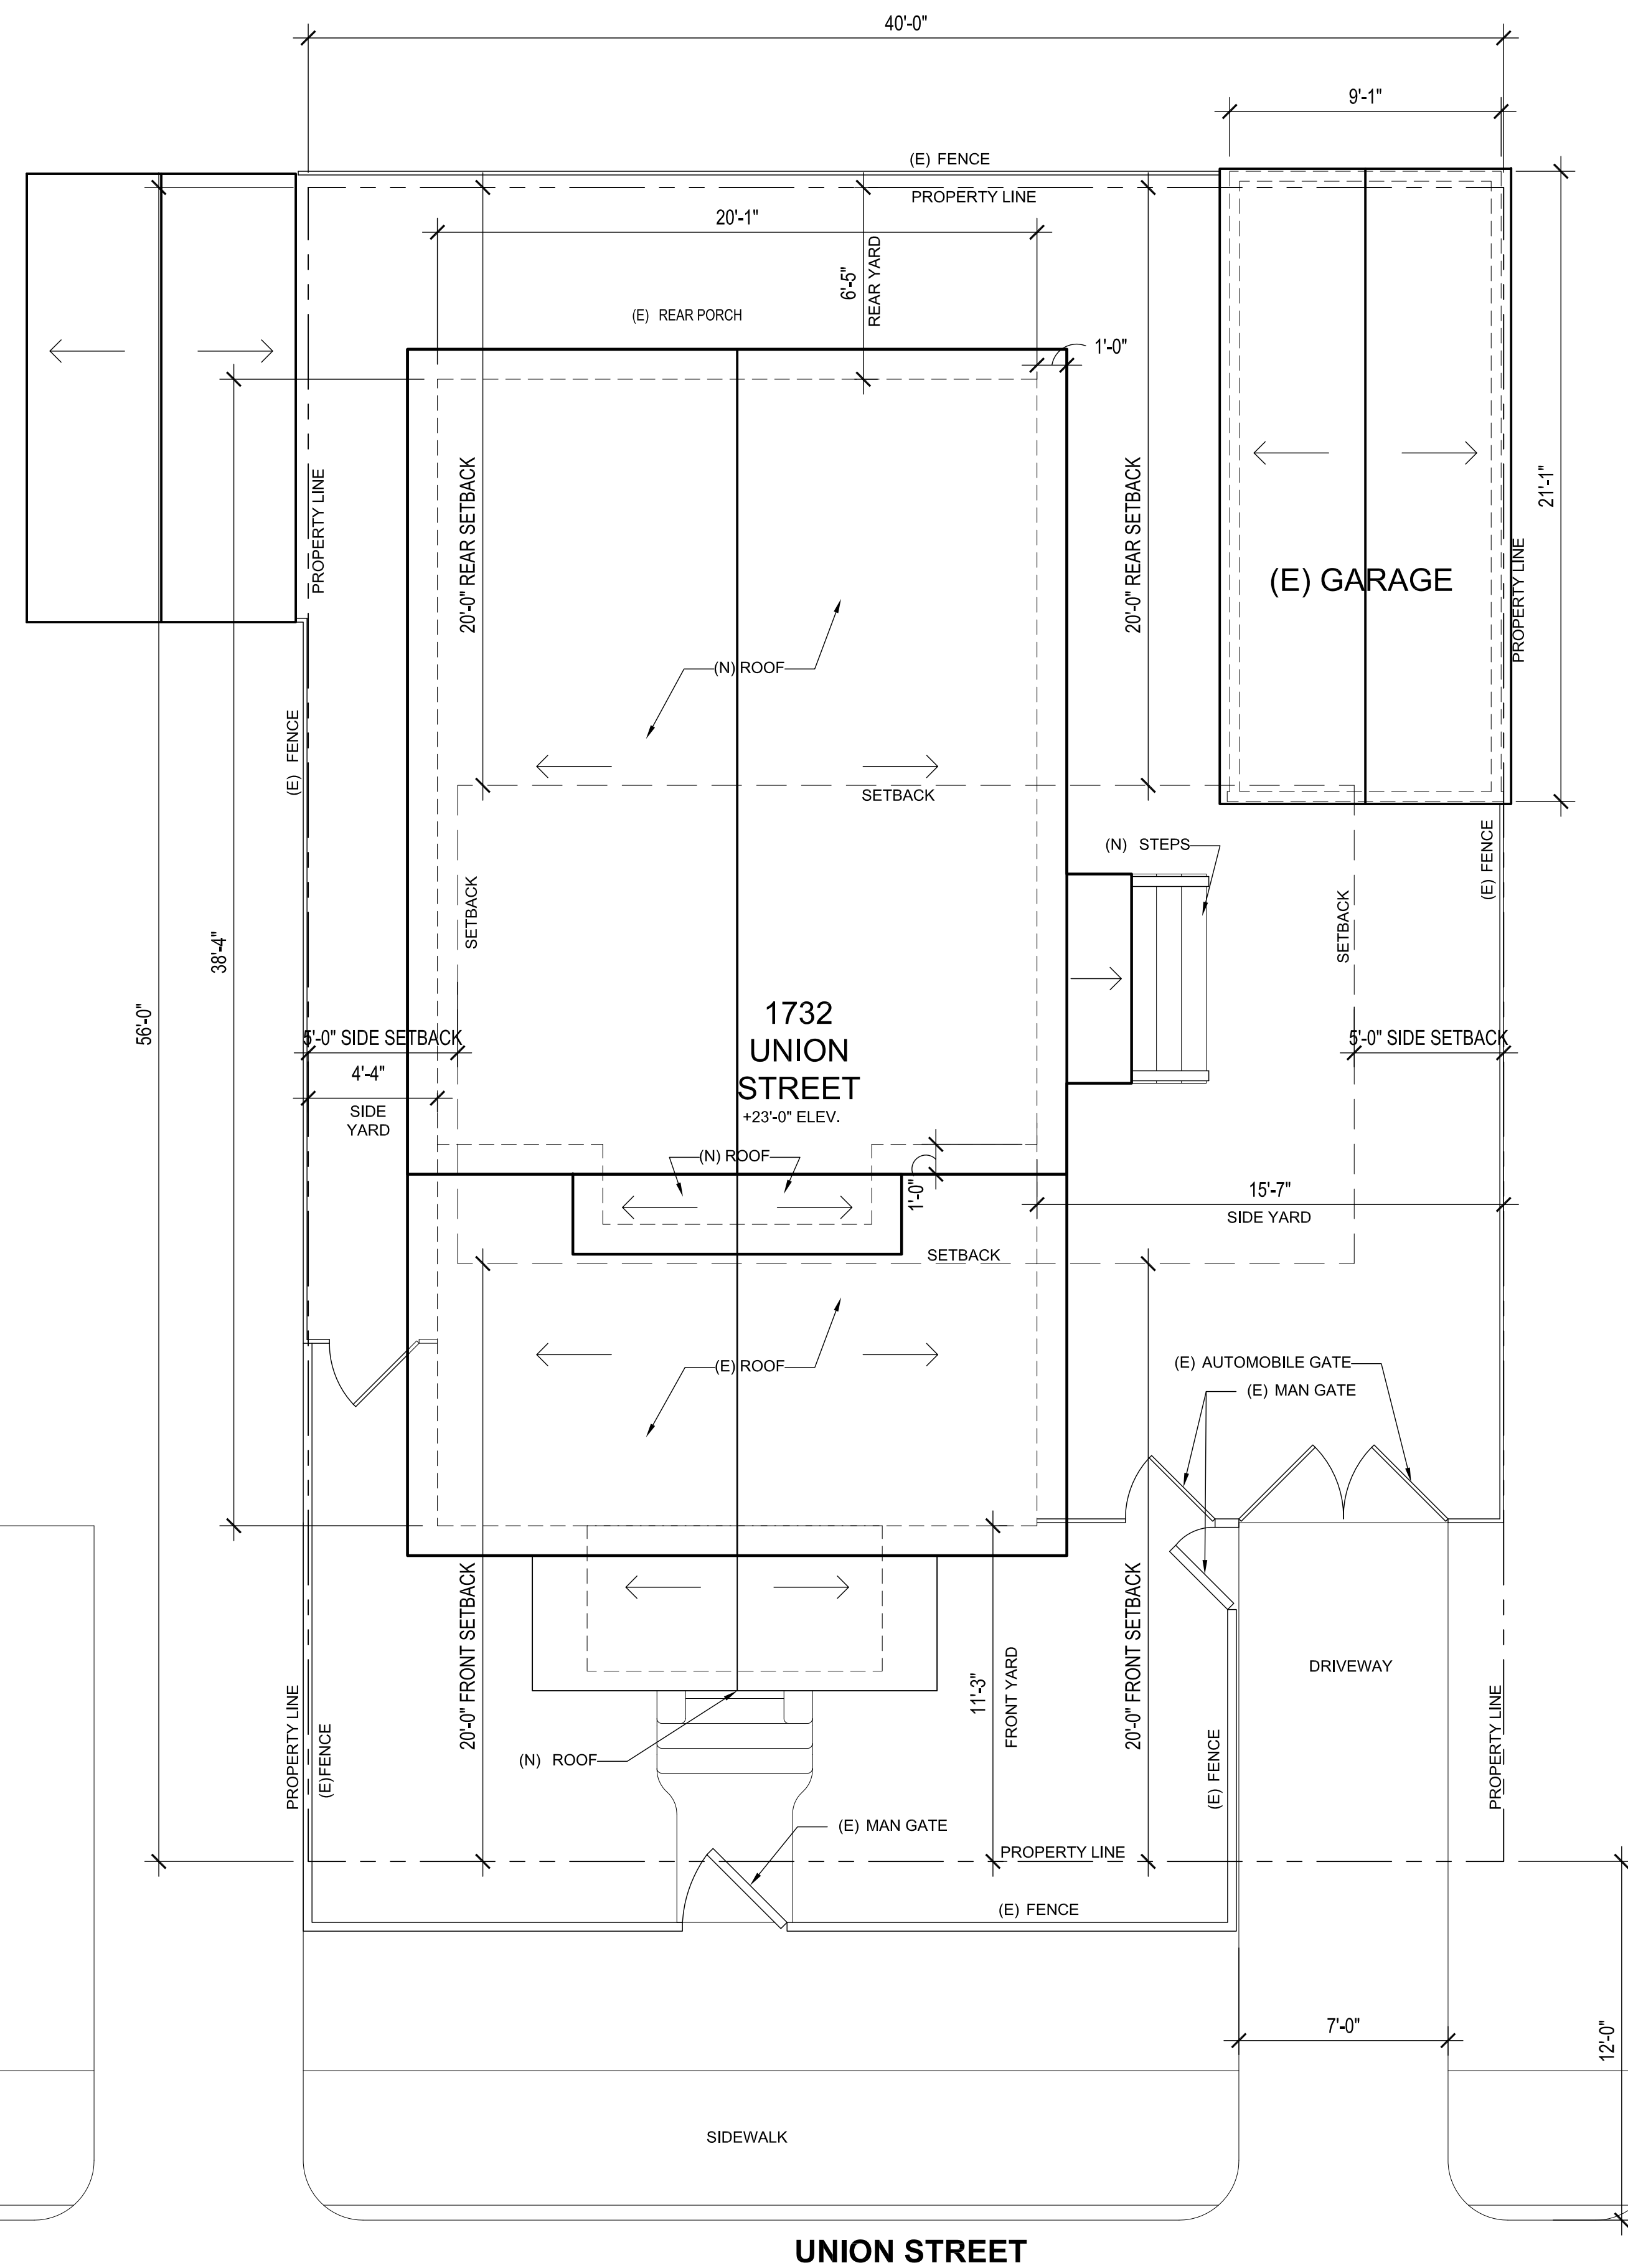 40'-0"
9'-1"
(E) FENCE
PROPERTY LINE
20'-1"
6'-5"
REAR YARD
(E) REAR PORCH
1'-0"
20'-0" REAR SETBACK
20'-0" REAR SETBACK
PROPERTY LINE
21'-1"
(E) GARAGE
PROPERTY LINE
(N) ROOF
(E) FENCE
SETBACK
(N) STEPS
(E) FENCE
SETBACK
SETBACK
38'-4"
56'-0"
1732
UNION
STREET
+23'-0" ELEV.
5'-0" SIDE SETBACK
5'-0" SIDE SETBACK
4'-4"
SIDE
YARD
(N) ROOF
1'-0"
15'-7"
SIDE YARD
SETBACK
(E) ROOF
(E) AUTOMOBILE GATE
(E) MAN GATE
20'-0" FRONT SETBACK
20'-0" FRONT SETBACK
11'-3"
FRONT YARD
DRIVEWAY
PROPERTY LINE
(E)FENCE
(N) ROOF
(E) FENCE
PROPERTY LINE
(E) MAN GATE
PROPERTY LINE
(E) FENCE
7'-0"
12'-0"
SIDEWALK
UNION STREET